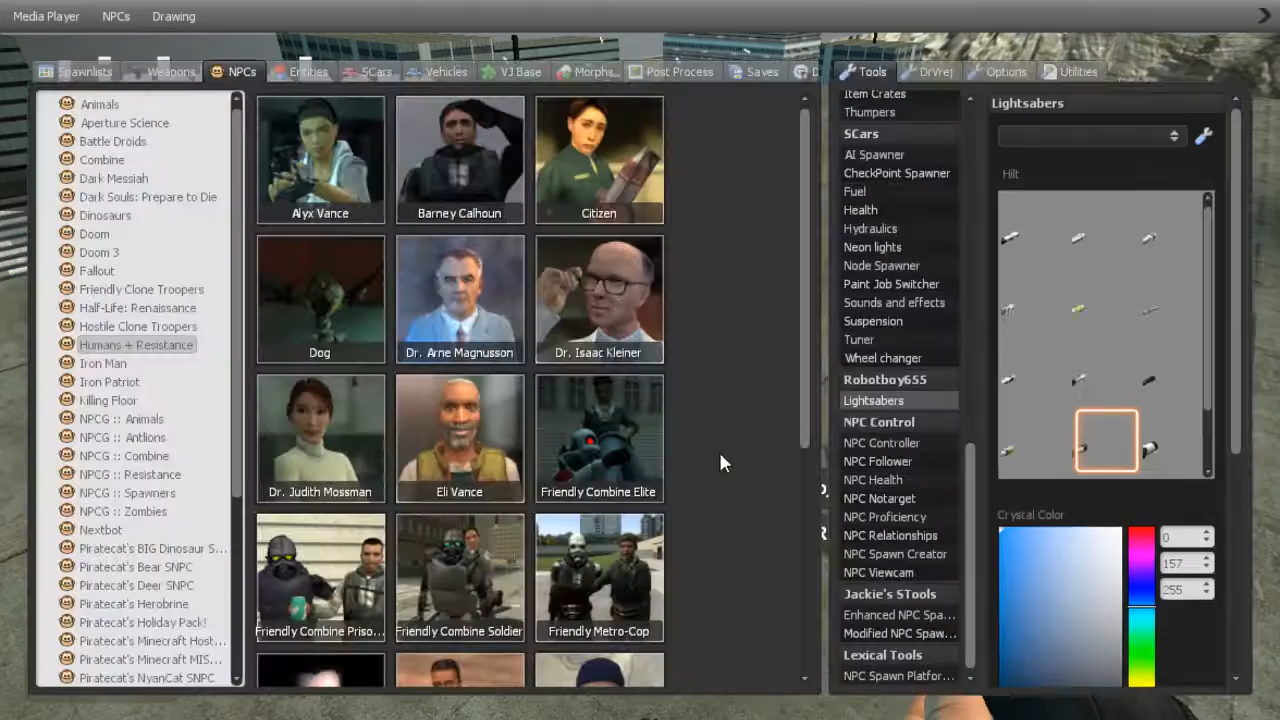 Media Player NPCs Drawing
Spawnlists Weapons NPCs Entities SCars Vehicles VJ Base Morphs... Post Process Saves D
Tools DrVrej Options Utilities
Animals
Aperture Science
Battle Droids
Combine
Dark Messiah
Dark Souls: Prepare to Die
Dinosaurs
Doom
Doom 3
Fallout
Friendly Clone Troopers
Half-Life: Renaissance
Hostile Clone Troopers
Humans + Resistance
Iron Man
Iron Patriot
Killing Floor
NPCG :: Animals
NPCG :: Antlions
NPCG :: Combine
NPCG :: Resistance
NPCG :: Spawners
NPCG :: Zombies
Nextbot
Piratecat's BIG Dinosaur S...
Piratecat's Bear SNPC
Piratecat's Deer SNPC
Piratecat's Herobrine
Piratecat's Holiday Pack!
Piratecat's Minecraft Host...
Piratecat's Minecraft MIS...
Piratecat's NyanCat SNPC
Alyx Vance Barney Calhoun Citizen
Dog Dr. Arne Magnusson Dr. Isaac Kleiner
Dr. Judith Mossman Eli Vance Friendly Combine Elite
Friendly Combine Priso... Friendly Combine Soldier Friendly Metro-Cop
Item Crates
Thumpers
SCars
AI Spawner
CheckPoint Spawner
Fuel
Health
Hydraulics
Neon lights
Node Spawner
Paint Job Switcher
Sounds and effects
Suspension
Tuner
Wheel changer
Robotboy655
Lightsabers
NPC Control
NPC Controller
NPC Follower
NPC Health
NPC Notarget
NPC Proficiency
NPC Relationships
NPC Spawn Creator
NPC Viewcam
Jackie's STools
Enhanced NPC Spa...
Modified NPC Spaw...
Lexical Tools
NPC Spawn Platfor...
Lightsabers
Hilt
Crystal Color
0
157
255